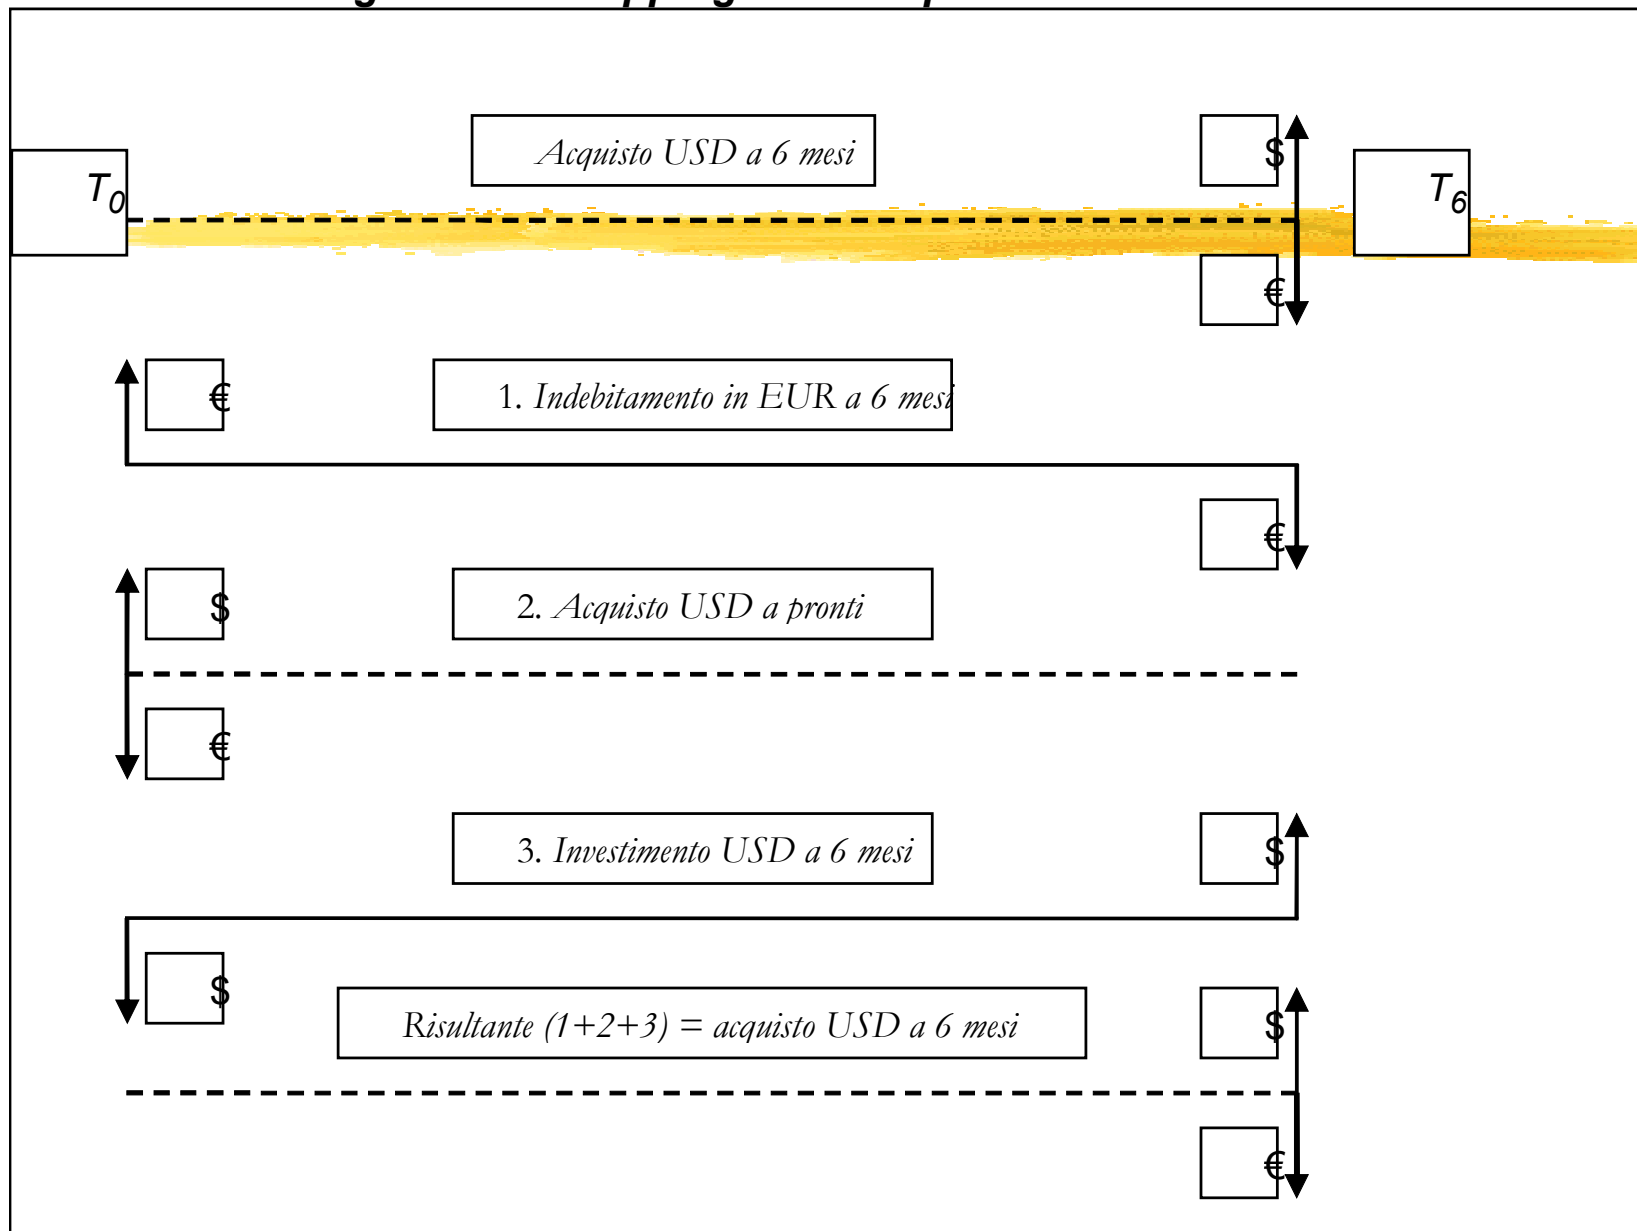 Acquisto USD a 6 mesi
$
T0
T6
€
€
1. Indebitamento in EUR a 6 mesi
€
$
2. Acquisto USD a pronti
€
3. Investimento USD a 6 mesi
$
$
Risultante (1+2+3) = acquisto USD a 6 mesi
$
€